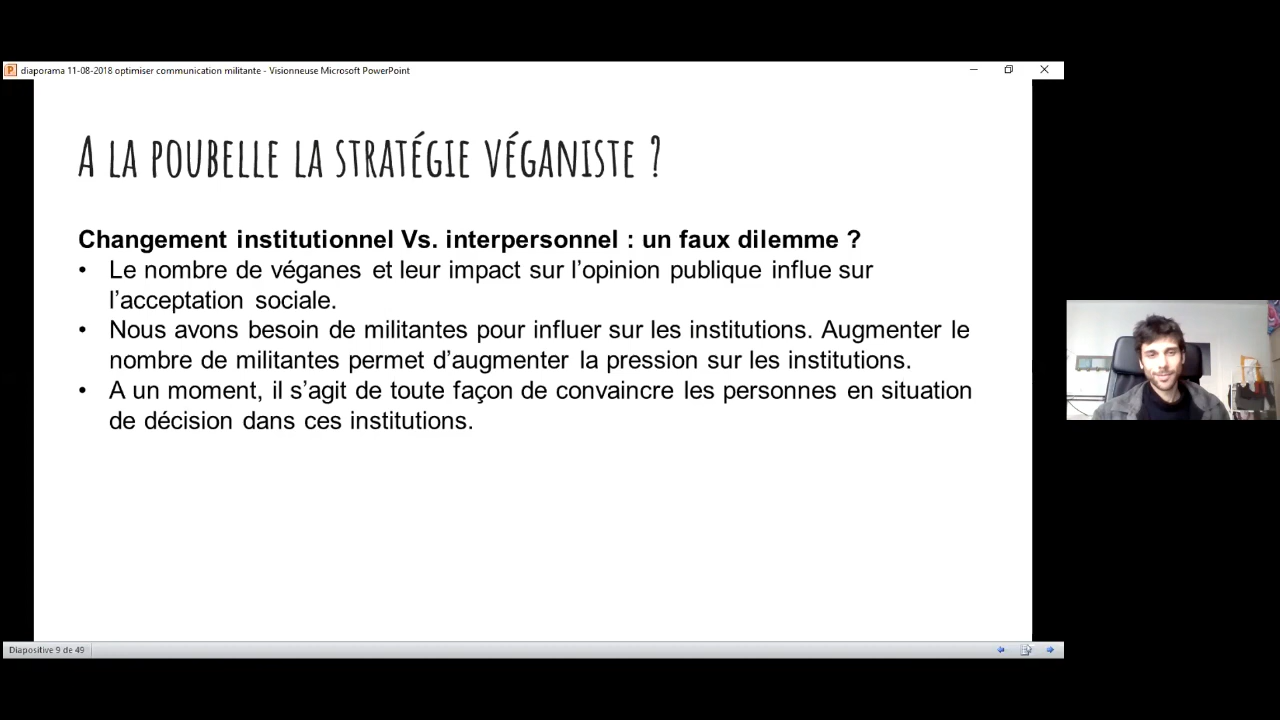 diaporama 11-08-2018 optimiser communication militante - Visionneuse Microsoft PowerPoint
A LA POUBELLE LA STRATÉGIE VÉGANISTE ?
Changement institutionnel Vs. interpersonnel : un faux dilemme ?
• Le nombre de véganes et leur impact sur l’opinion publique influe sur
l’acceptation sociale.
• Nous avons besoin de militantes pour influer sur les institutions. Augmenter le
nombre de militantes permet d’augmenter la pression sur les institutions.
• A un moment, il s’agit de toute façon de convaincre les personnes en situation
de décision dans ces institutions.
Diapositive 9 de 49